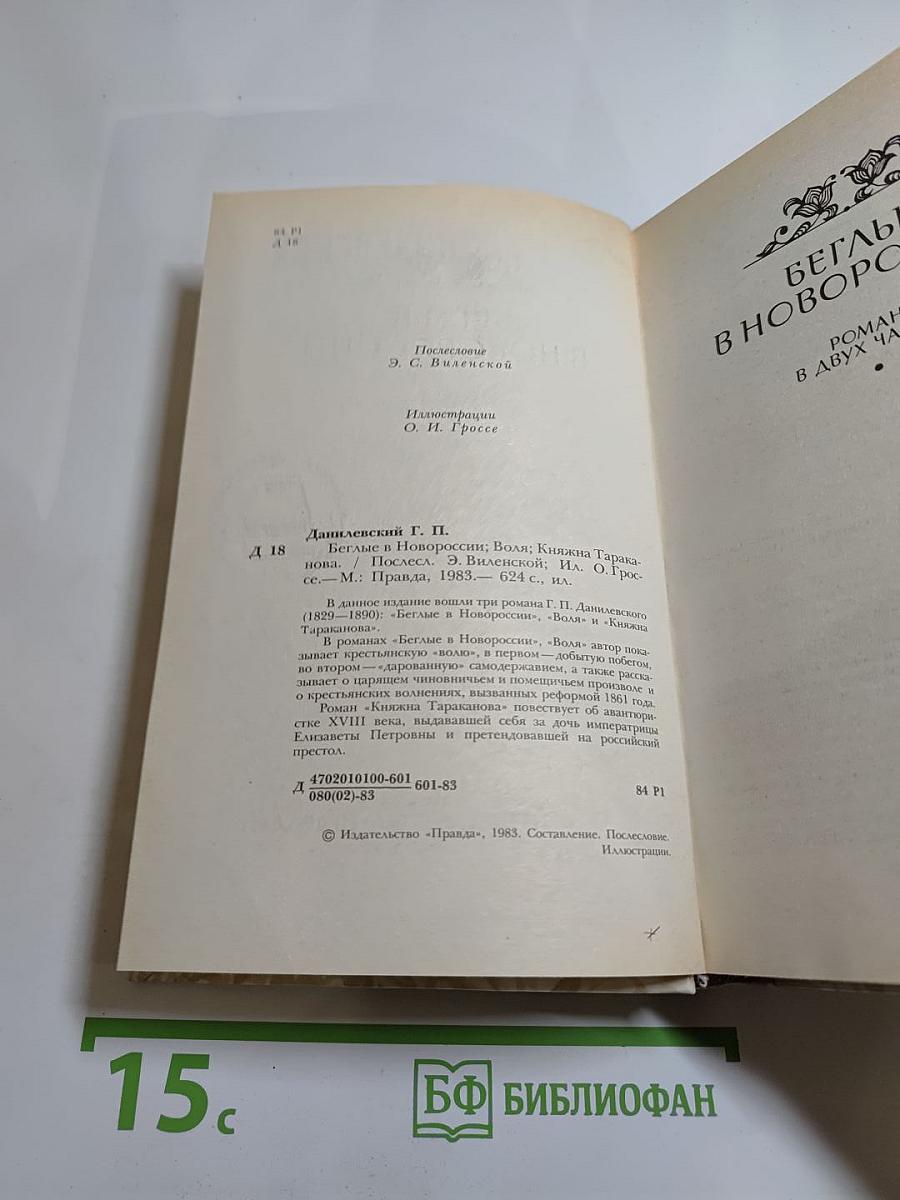 84 Р1
Д 18
Послесловие
Э. С. Виленской
Иллюстрации
О. И. Гроссе
Данилевский Г. П.
Д 18 Беглые в Новороссии; Воля; Княжна Тарака-
нова. / Послесл. Э. Виленской; Ил. О. Грос-
се.— М.: Правда, 1983.— 624 с., ил.
В данное издание вошли три романа Г. П. Данилевского
(1829—1890): «Беглые в Новороссии», «Воля» и «Княжна
Тараканова».
В романах «Беглые в Новороссии», «Воля» автор пока-
зывает крестьянскую «волю», в первом — добытую побегом,
во втором — «дарованную» самодержавием, а также расска-
зывает о царящем чиновничьем и помещичьем произволе и
о крестьянских волнениях, вызванных реформой 1861 года.
Роман «Княжна Тараканова» повествует об авантюри-
стке XVIII века, выдававшей себя за дочь императрицы
Елизаветы Петровны и претендовавшей на российский
престол.
Д 4702010100-601 601-83
080(02)-83
84 Р1
© Издательство «Правда», 1983. Составление. Послесловие.
Иллюстрации.
БЕГЛЫ
В НОВОРО
РОМАН
В ДВУХ ЧА
15 с
БФ БИБЛИОФАН